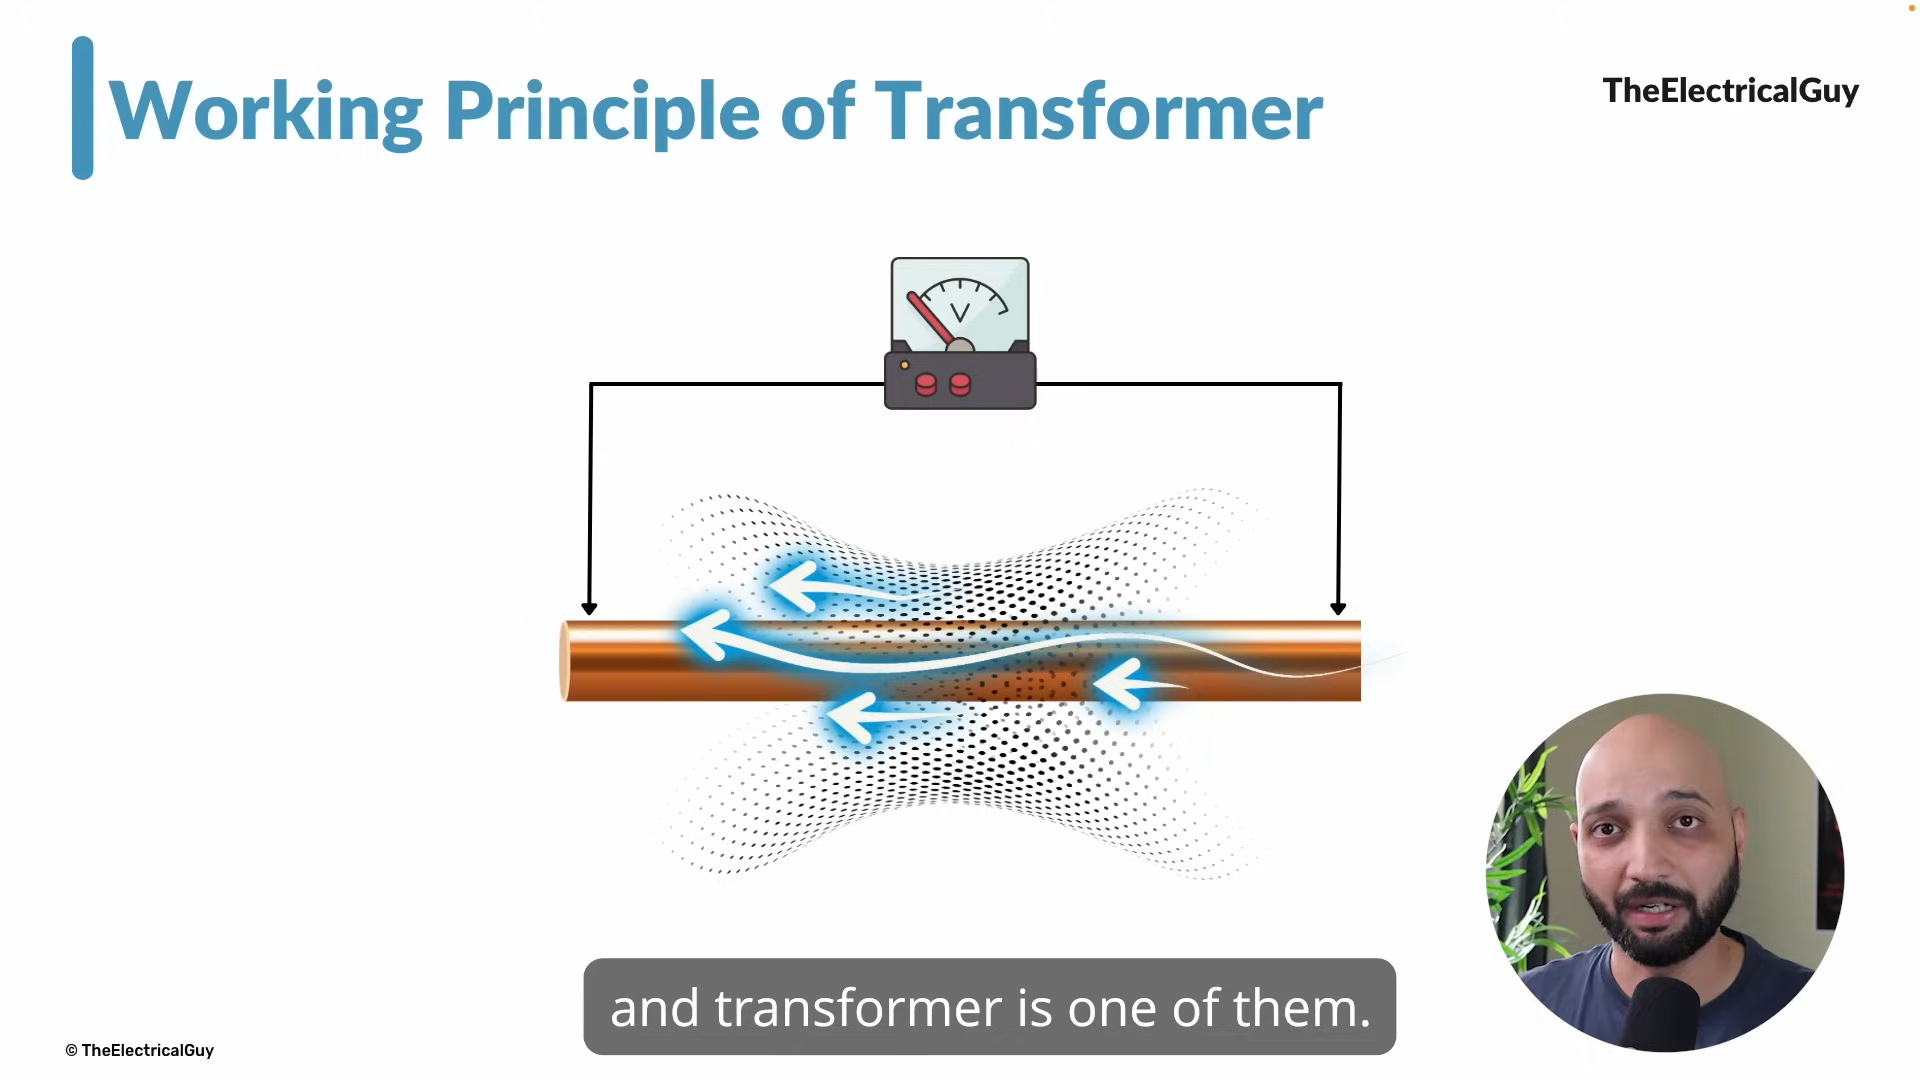 Working Principle of Transformer
TheElectricalGuy
V
and transformer is one of them.
© TheElectricalGuy